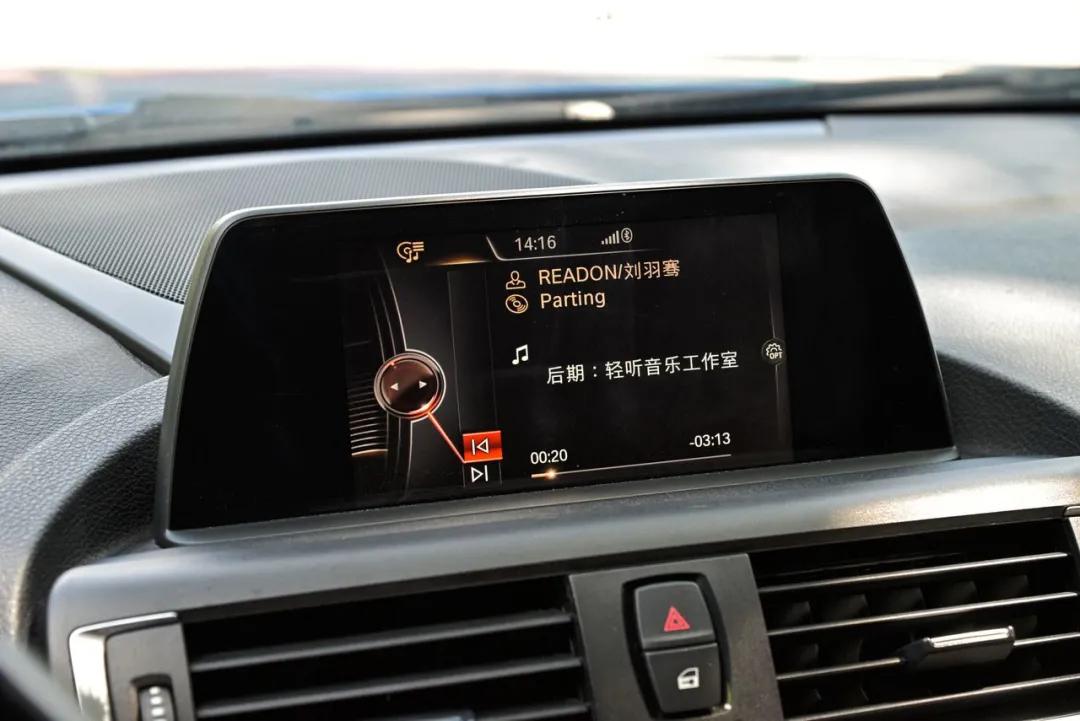 14:16
READON/刘羽骞
Parting
后期：轻听音乐工作室
OPT
00:20
-03:13